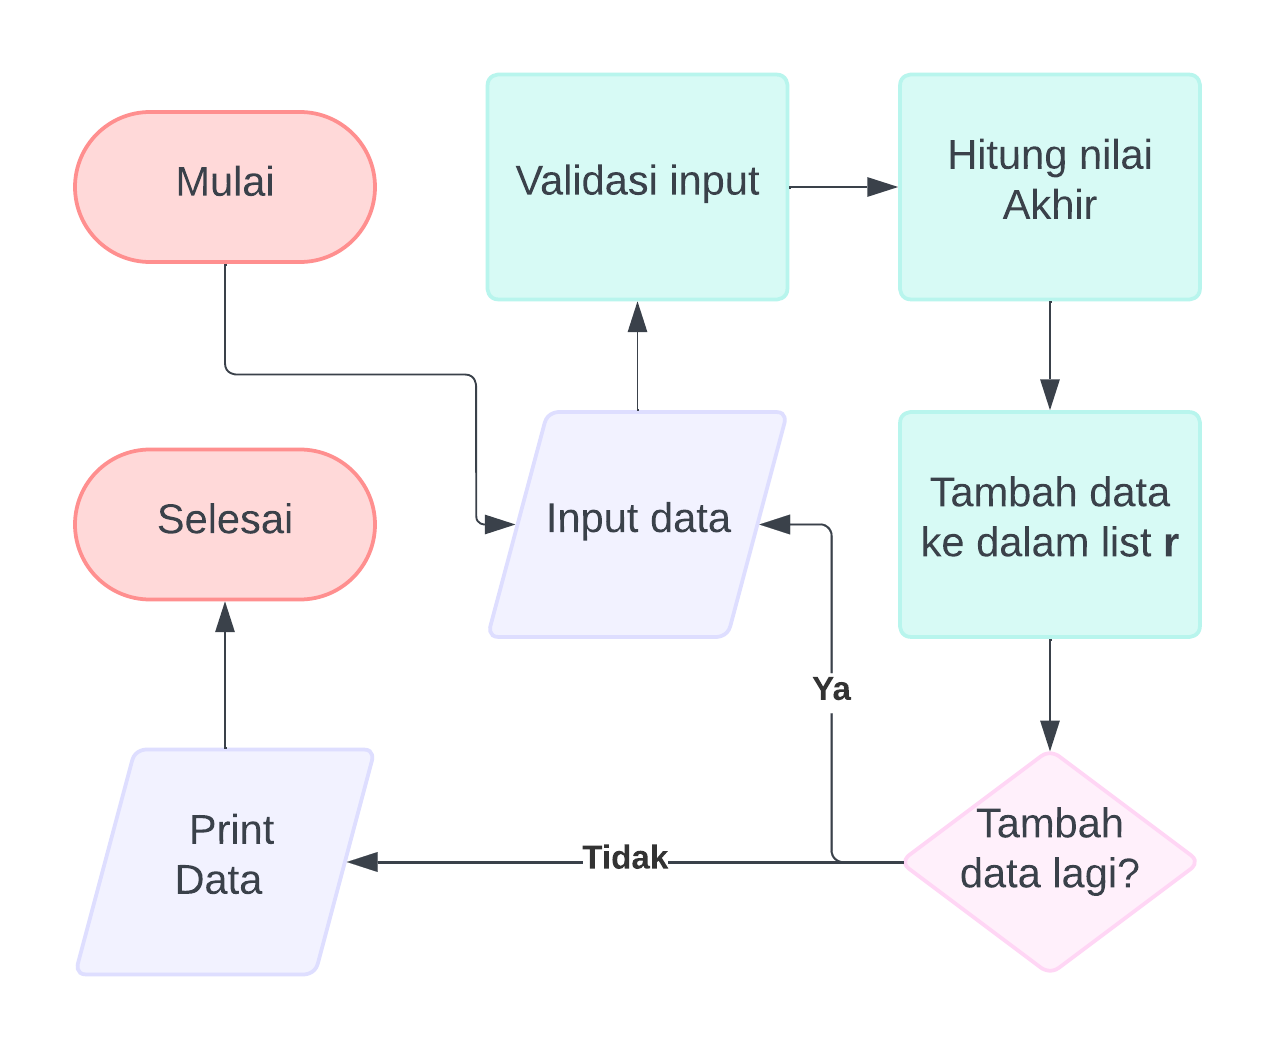 Mulai
Validasi input
Hitung nilai
Akhir
Selesai
Input data
Tambah data
ke dalam list r
Ya
Print
Data
Tidak
Tambah
data lagi?